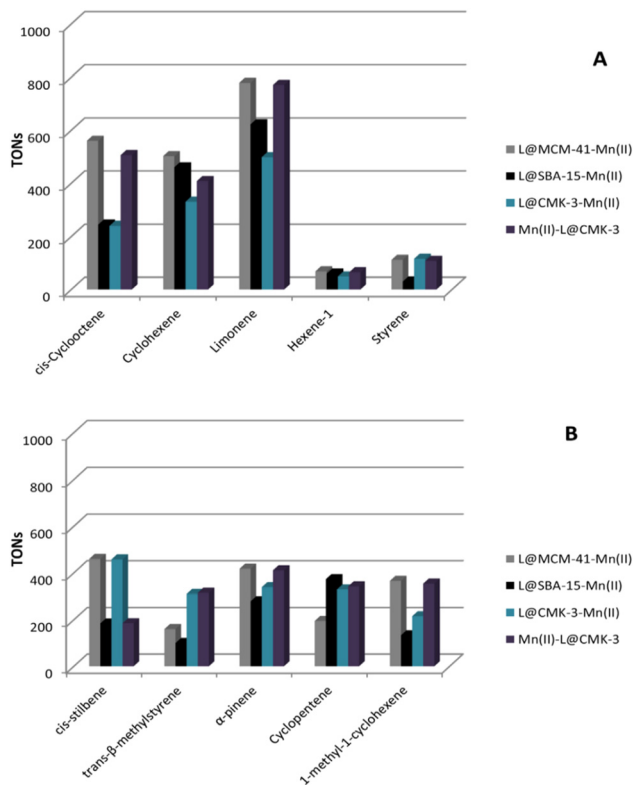 A
1000
800
600
400
200
0
TONs
cis-Cyclooctene
Cyclohexene
Limonene
Hexene-1
Styrene
L@MCM-41-Mn(II)
L@SBA-15-Mn(II)
L@CMK-3-Mn(II)
Mn(II)-L@CMK-3
B
1000
800
600
400
200
0
TONs
cis-stilbene
trans-β-methylstyrene
α-pinene
Cyclopentene
1-methyl-1-cyclohexene
L@MCM-41-Mn(II)
L@SBA-15-Mn(II)
L@CMK-3-Mn(II)
Mn(II)-L@CMK-3